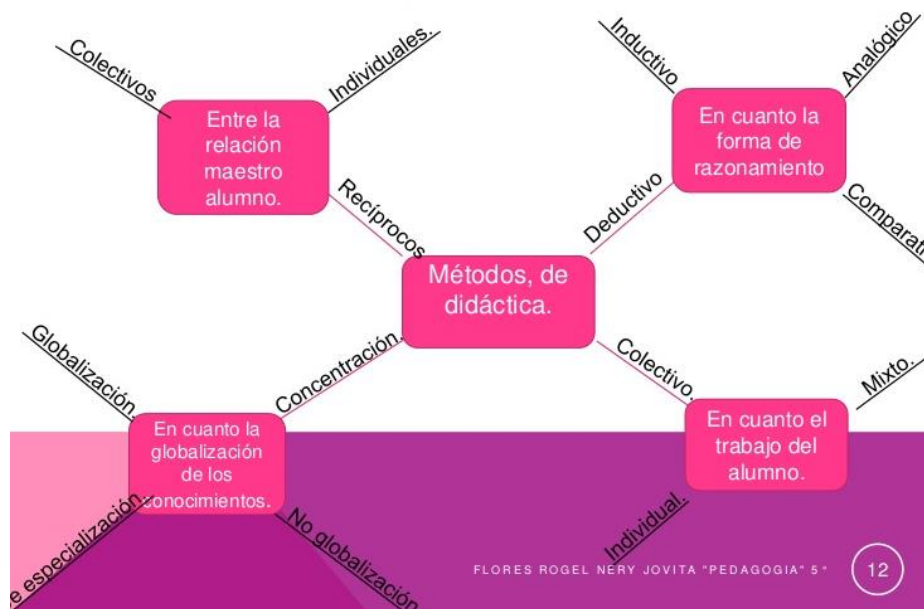 Colectivos
Individuales.
Entre la
relación
maestro
alumno.
Recíprocos
Inductivo
Analógico
En cuanto la
forma de
razonamiento
Deductivo
Métodos, de
didáctica.
Globalización.
Concentración.
En cuanto la
globalización
de los
conocimientos.
e especialización.
No globalización
Colectivo.
Mixto.
En cuanto el
trabajo del
alumno.
Individual.
FLORES ROGEL NERY JOVITA "PEDAGOGIA" 5°
12